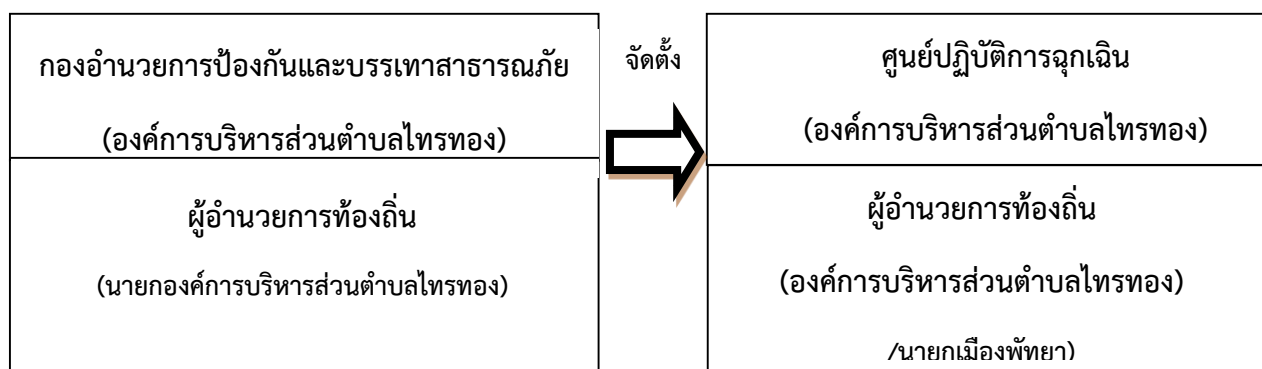 กองอำนวยการป้องกันและบรรเทาสาธารณภัย
(องค์การบริหารส่วนตำบลไทรทอง)
ผู้อำนวยการท้องถิ่น
(นายกองค์การบริหารส่วนตำบลไทรทอง)
จัดตั้ง
ศูนย์ปฏิบัติการฉุกเฉิน
(องค์การบริหารส่วนตำบลไทรทอง)
ผู้อำนวยการท้องถิ่น
(องค์การบริหารส่วนตำบลไทรทอง)
/นายกเมืองพัทยา)